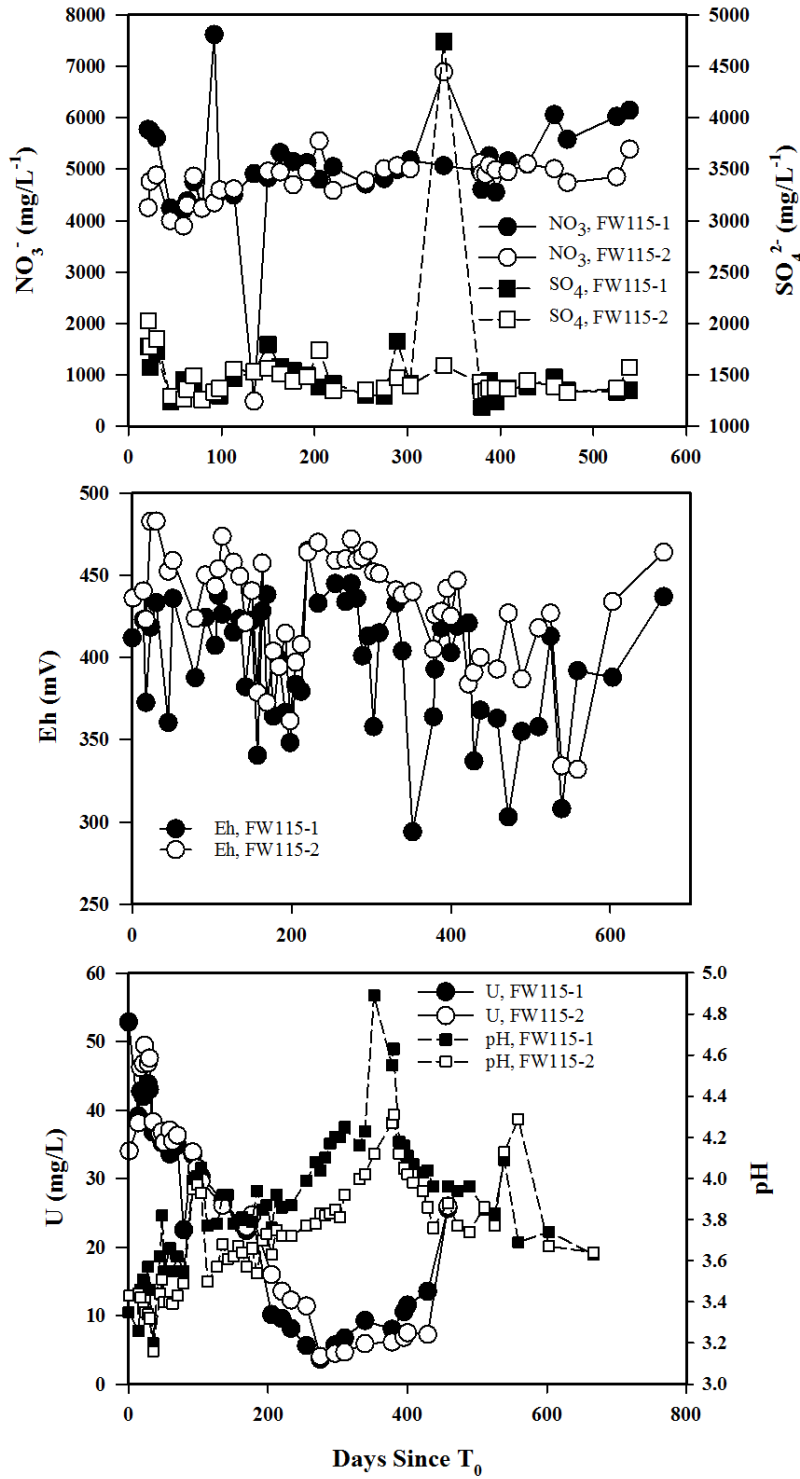 8000
7000
6000
5000
4000
3000
2000
1000
0
NO₃⁻ (mg/L⁻¹)
5000
4500
4000
3500
3000
2500
2000
1500
1000
SO₄²⁻ (mg/L⁻¹)
NO₃, FW115-1
NO₃, FW115-2
SO₄, FW115-1
SO₄, FW115-2
0 100 200 300 400 500 600
500
450
400
350
300
250
Eh (mV)
Eh, FW115-1
Eh, FW115-2
0 200 400 600
60
50
40
30
20
10
0
U (mg/L)
5.0
4.8
4.6
4.4
4.2
4.0
3.8
3.6
3.4
3.2
3.0
pH
U, FW115-1
U, FW115-2
pH, FW115-1
pH, FW115-2
0 200 400 600 800
Days Since T₀